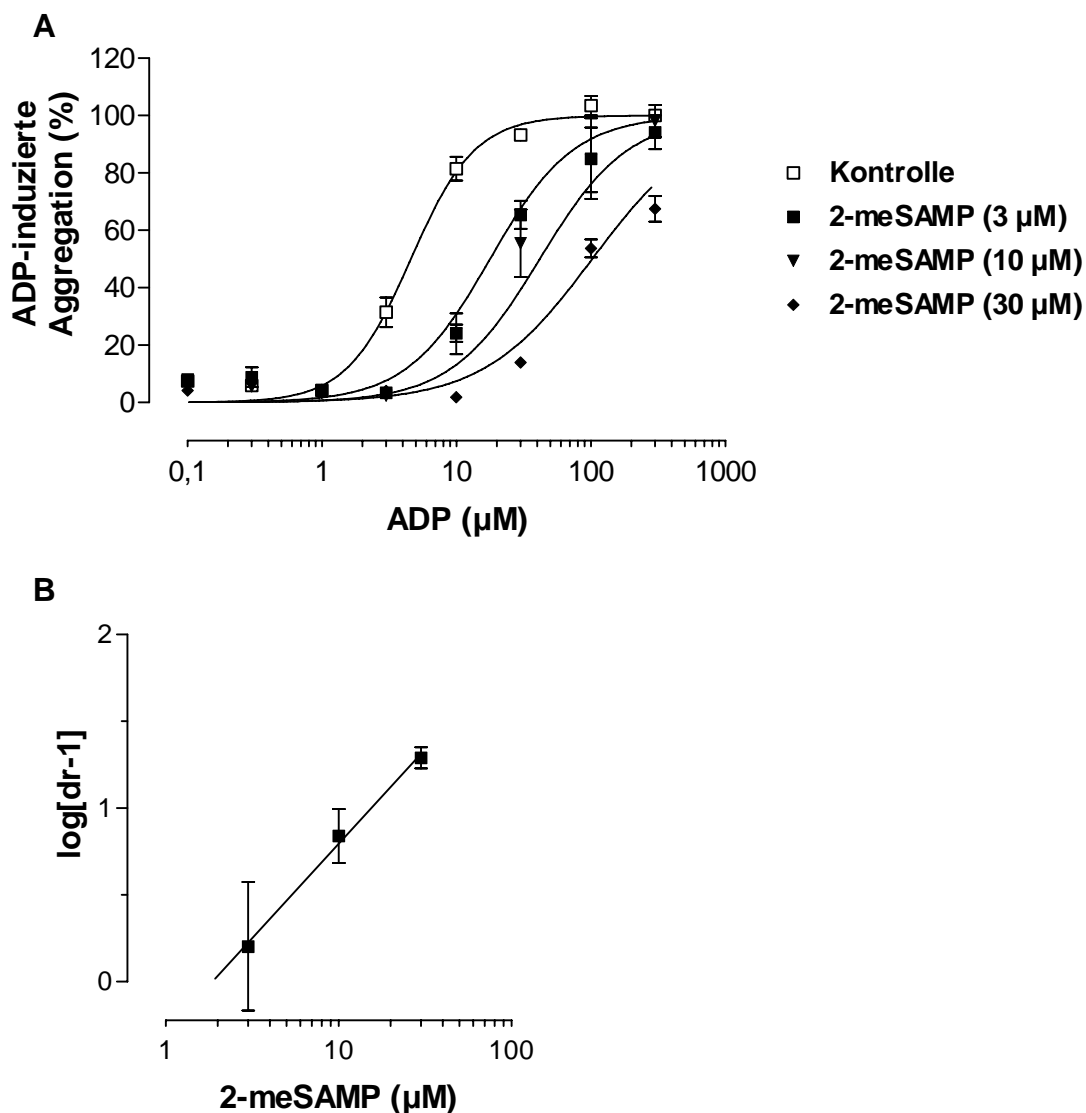 A
120
100
80
60
40
20
0
ADP-induzierte
Aggregation (%)
0,1 1 10 100 1000
ADP (µM)
Kontrolle
2-meSAMP (3 µM)
2-meSAMP (10 µM)
2-meSAMP (30 µM)
B
2
1
0
log[dr-1]
1 10 100
2-meSAMP (µM)